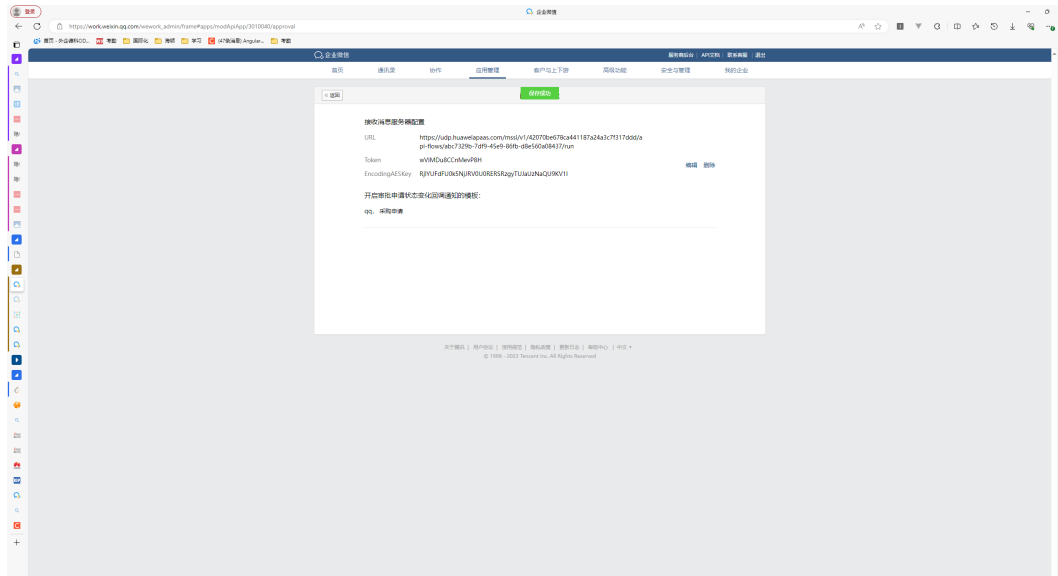 登录
企业微信
https://work.weixin.qq.com/wework_admin/frame#apps/modApiApp/3010040/approval
首页 - 外企德科CO... 考勤 国际化 海顿 学习 (47条消息) Angular... 考勤
企业微信
服务商后台 | API文档 | 联系客服 | 退出
首页 通讯录 协作 应用管理 客户与上下游 高级功能 安全与管理 我的企业
« 返回
保存成功
接收消息服务器配置
URL https://udp.huaweiapaas.com/mssl/v1/42070be678ca441187a24a3c7f317ddd/a
pi-flows/abc7329b-7df9-45e9-86fb-d8e560a08437/run
Token wVIMDu8CCnMevP8H
编辑 删除
EncodingAESKey RjlYUFdFU0k5NjJRV0U0RERSRzgyTUJaUzNaQU9KV1I
开启审批申请状态变化回调通知的模板：
qq、采购申请
关于腾讯 | 用户协议 | 使用规范 | 隐私政策 | 更新日志 | 帮助中心 | 中文
© 1998 - 2023 Tencent Inc. All Rights Reserved